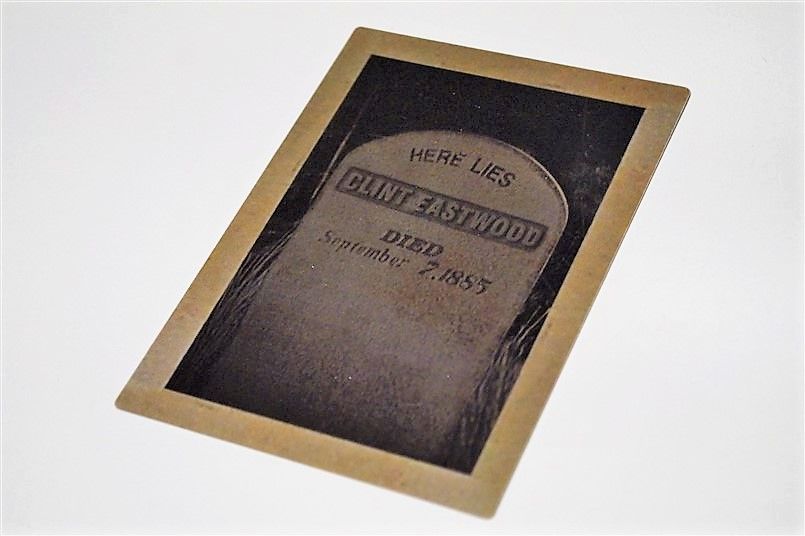 HERE LIES
CLINT EASTWOOD
DIED
September 7, 1885